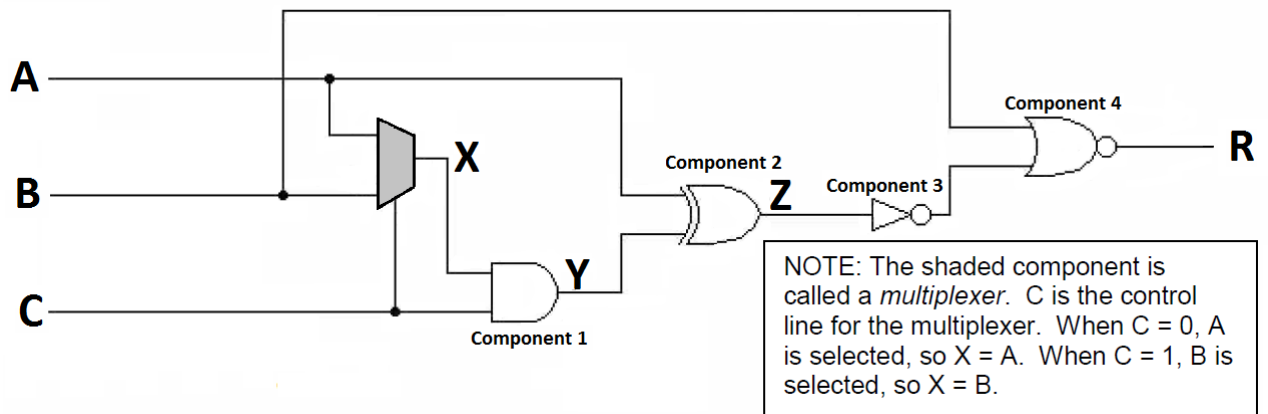 Component 4
A
R
X
Component 2
Z
Component 3
B
Y
C
Component 1
NOTE: The shaded component is
called a multiplexer. C is the control
line for the multiplexer. When C = 0, A
is selected, so X = A. When C = 1, B is
selected, so X = B.